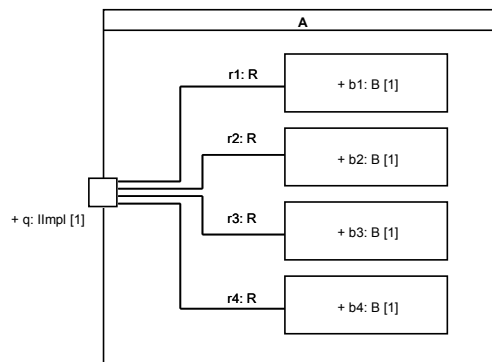 A
r1: R
+ b1: B [1]
r2: R
+ b2: B [1]
+ q: IImpl [1]
r3: R
+ b3: B [1]
r4: R
+ b4: B [1]